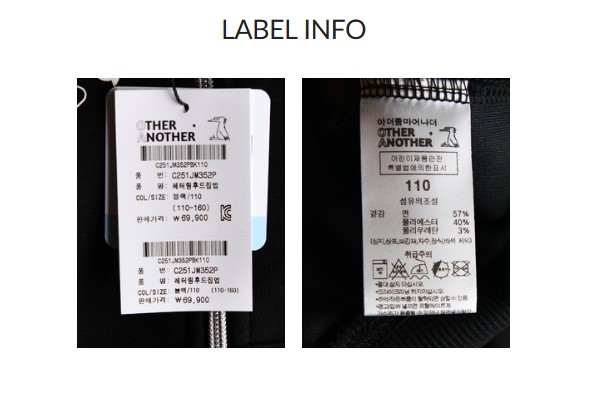 LABEL INFO
OTHER
ANOTHER
C251JM352PBK110
품 번: C251JM352P
품 명: 레터링후드집업
COL/SIZE: 블랙/110
(110-160)
판매가격: ₩69,900
C251JM352PBK110
품 번: C251JM352P
품 명: 레터링후드집업
COL/SIZE: 블랙/110 (110-160)
판매가격: ₩69,900
아더콤마어나더
OTHER
ANOTHER
어린이제품안전
특별법에의한표시
110
섬유의조성
겉감 면 57%
폴리에스터 40%
폴리우레탄 3%
취급주의